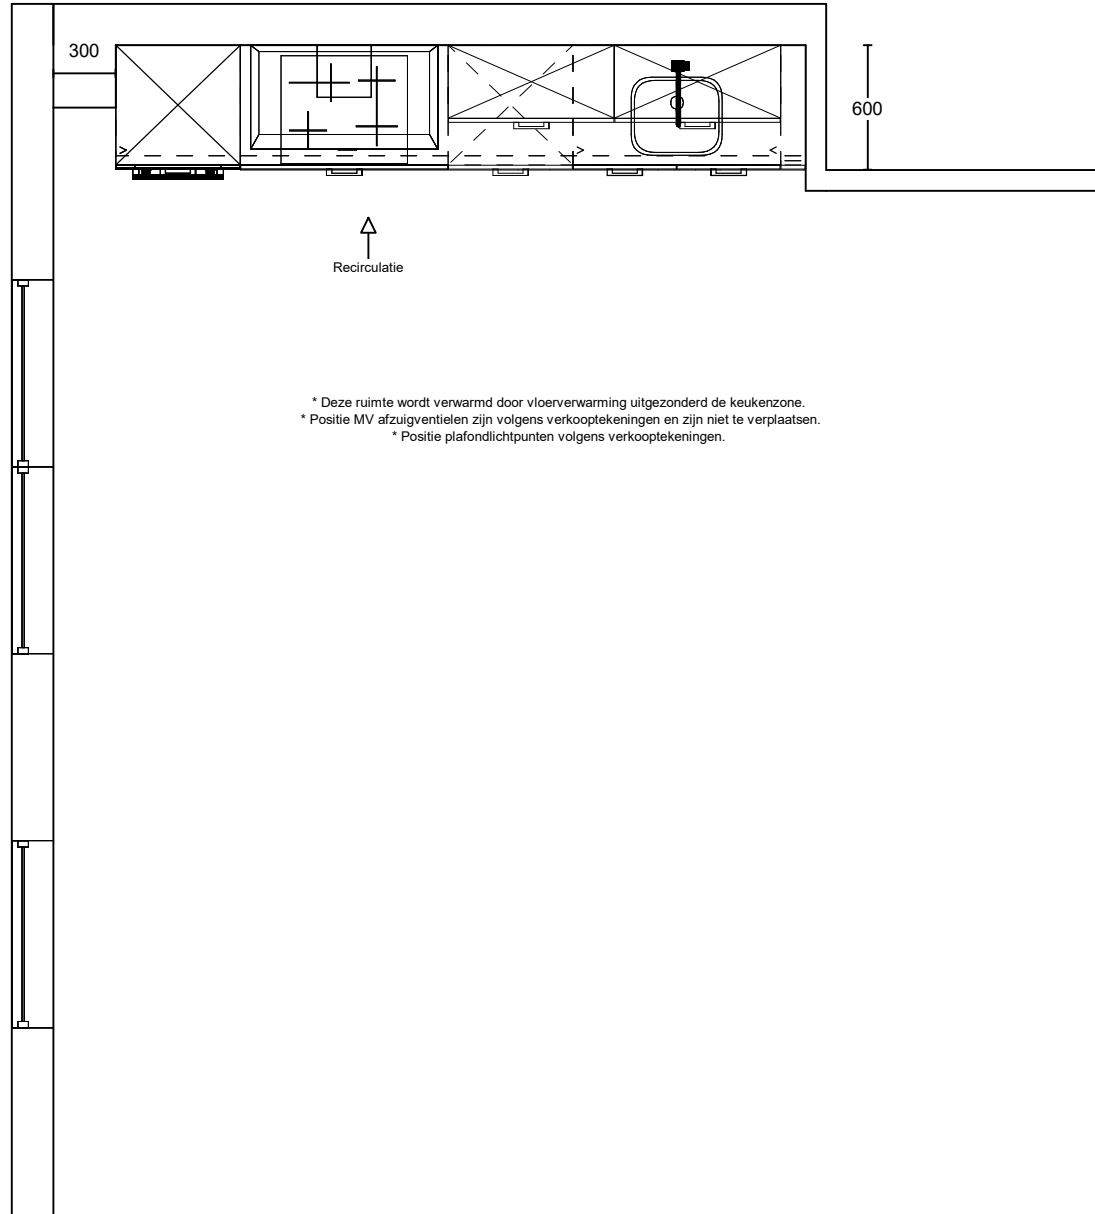 300
600
Recirculatie
* Deze ruimte wordt verwarmd door vloerverwarming uitgezonderd de keukenzone.
* Positie MV afzuigventielen zijn volgens verkooptekeningen en zijn niet te verplaatsen.
* Positie plafondlichtpunten volgens verkooptekeningen.